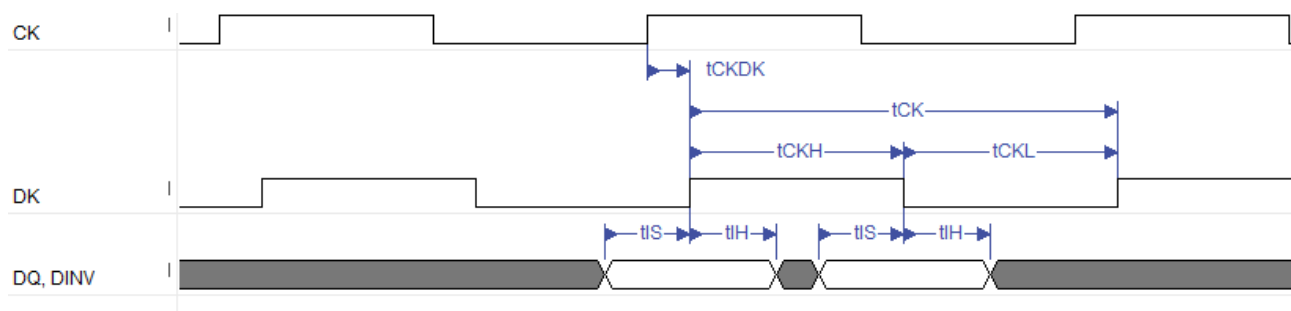 CK
tCKDK
tCK
tCKH tCKL
DK
tIS tIH tIS tIH
DQ, DINV